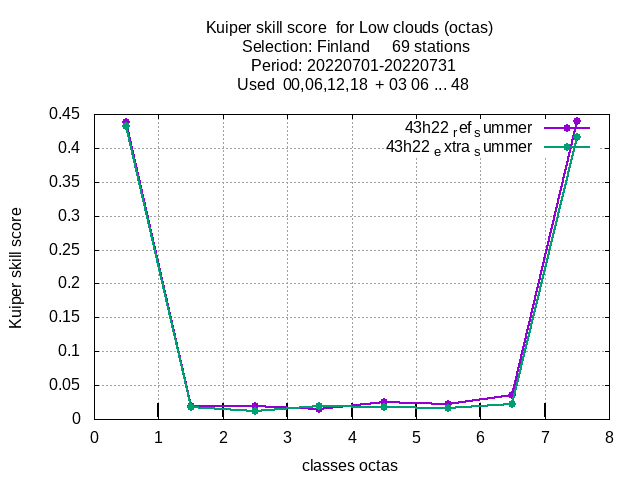 Kuiper skill score for Low clouds (octas)
Selection: Finland 69 stations
Period: 20220701-20220731
Used 00,06,12,18 + 03 06 ... 48
43h22 ref summer
43h22 extra summer
0.45
0.4
0.35
0.3
0.25
0.2
0.15
0.1
0.05
0
Kuiper skill score
0 1 2 3 4 5 6 7 8
classes octas